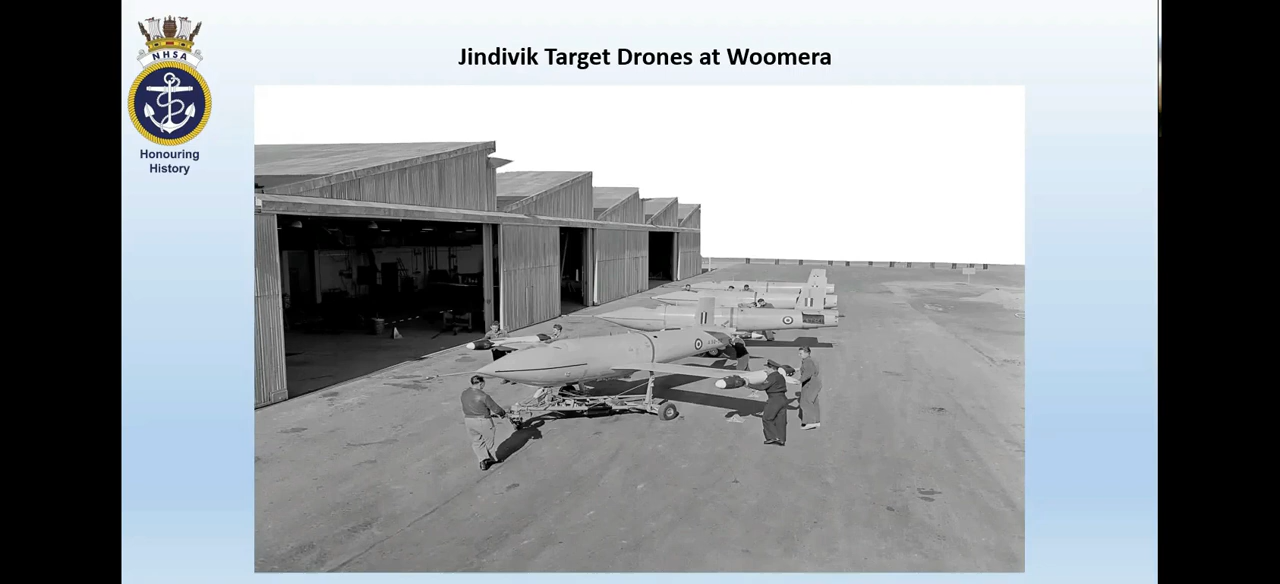 Jindivik Target Drones at Woomera
NHSA
Honouring
History